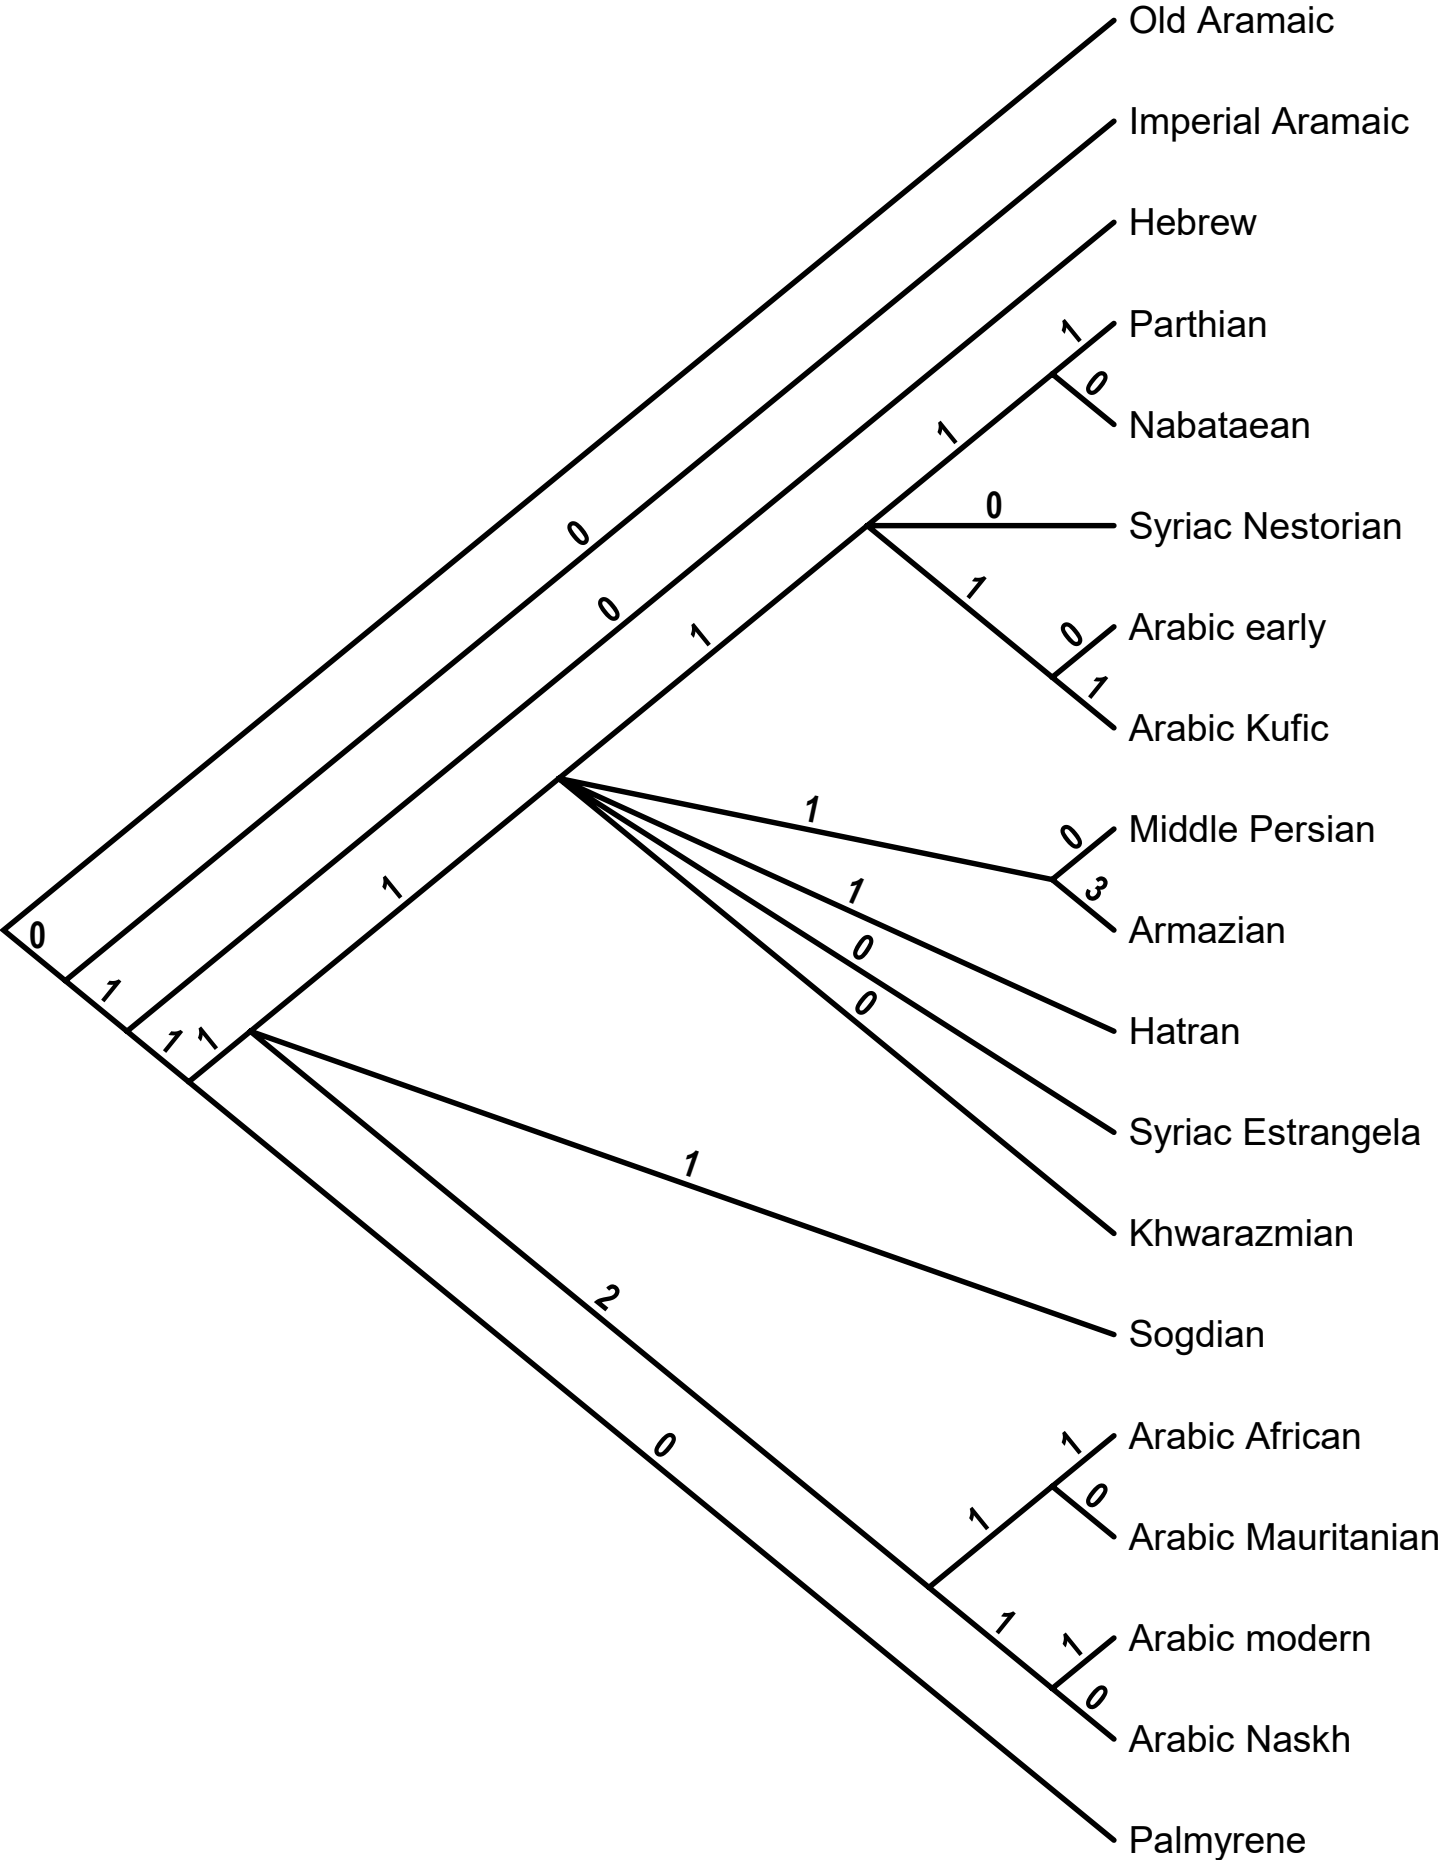 Old Aramaic
Imperial Aramaic
Hebrew
1 Parthian
0 Nabataean
1
0 Syriac Nestorian
0
1
0
0 Arabic early
1
1 Arabic Kufic
1
0 Middle Persian
1
1
3 Armazian
0
0
1
0
Hatran
1
1
Syriac Estrangela
1
Khwarazmian
2
Sogdian
1 Arabic African
0
0
1
Arabic Mauritanian
1
1 Arabic modern
0
Arabic Naskh
Palmyrene